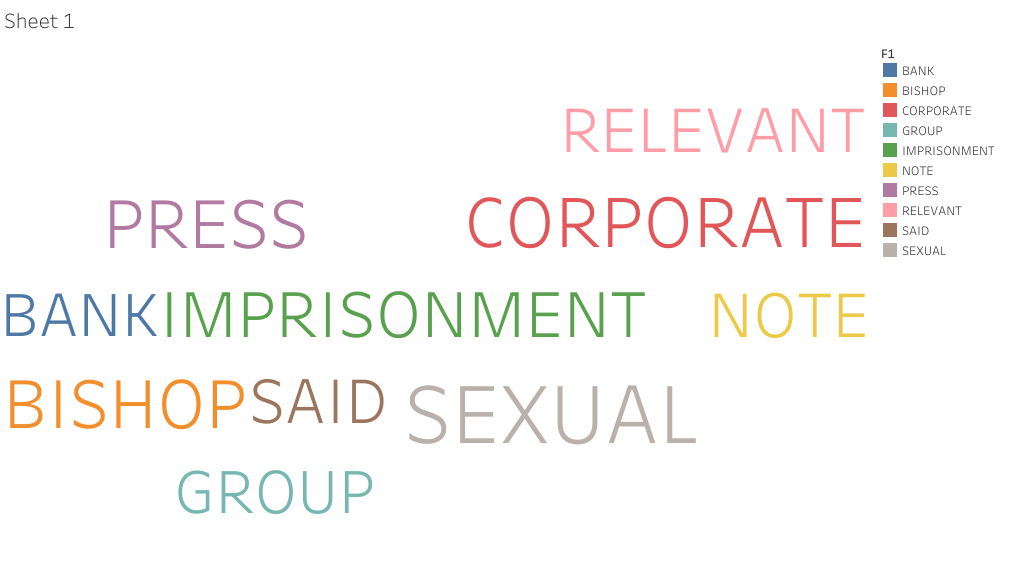 Sheet 1
RELEVANT
PRESS CORPORATE
BANK IMPRISONMENT NOTE
BISHOP SAID SEXUAL
GROUP
F1
BANK
BISHOP
CORPORATE
GROUP
IMPRISONMENT
NOTE
PRESS
RELEVANT
SAID
SEXUAL